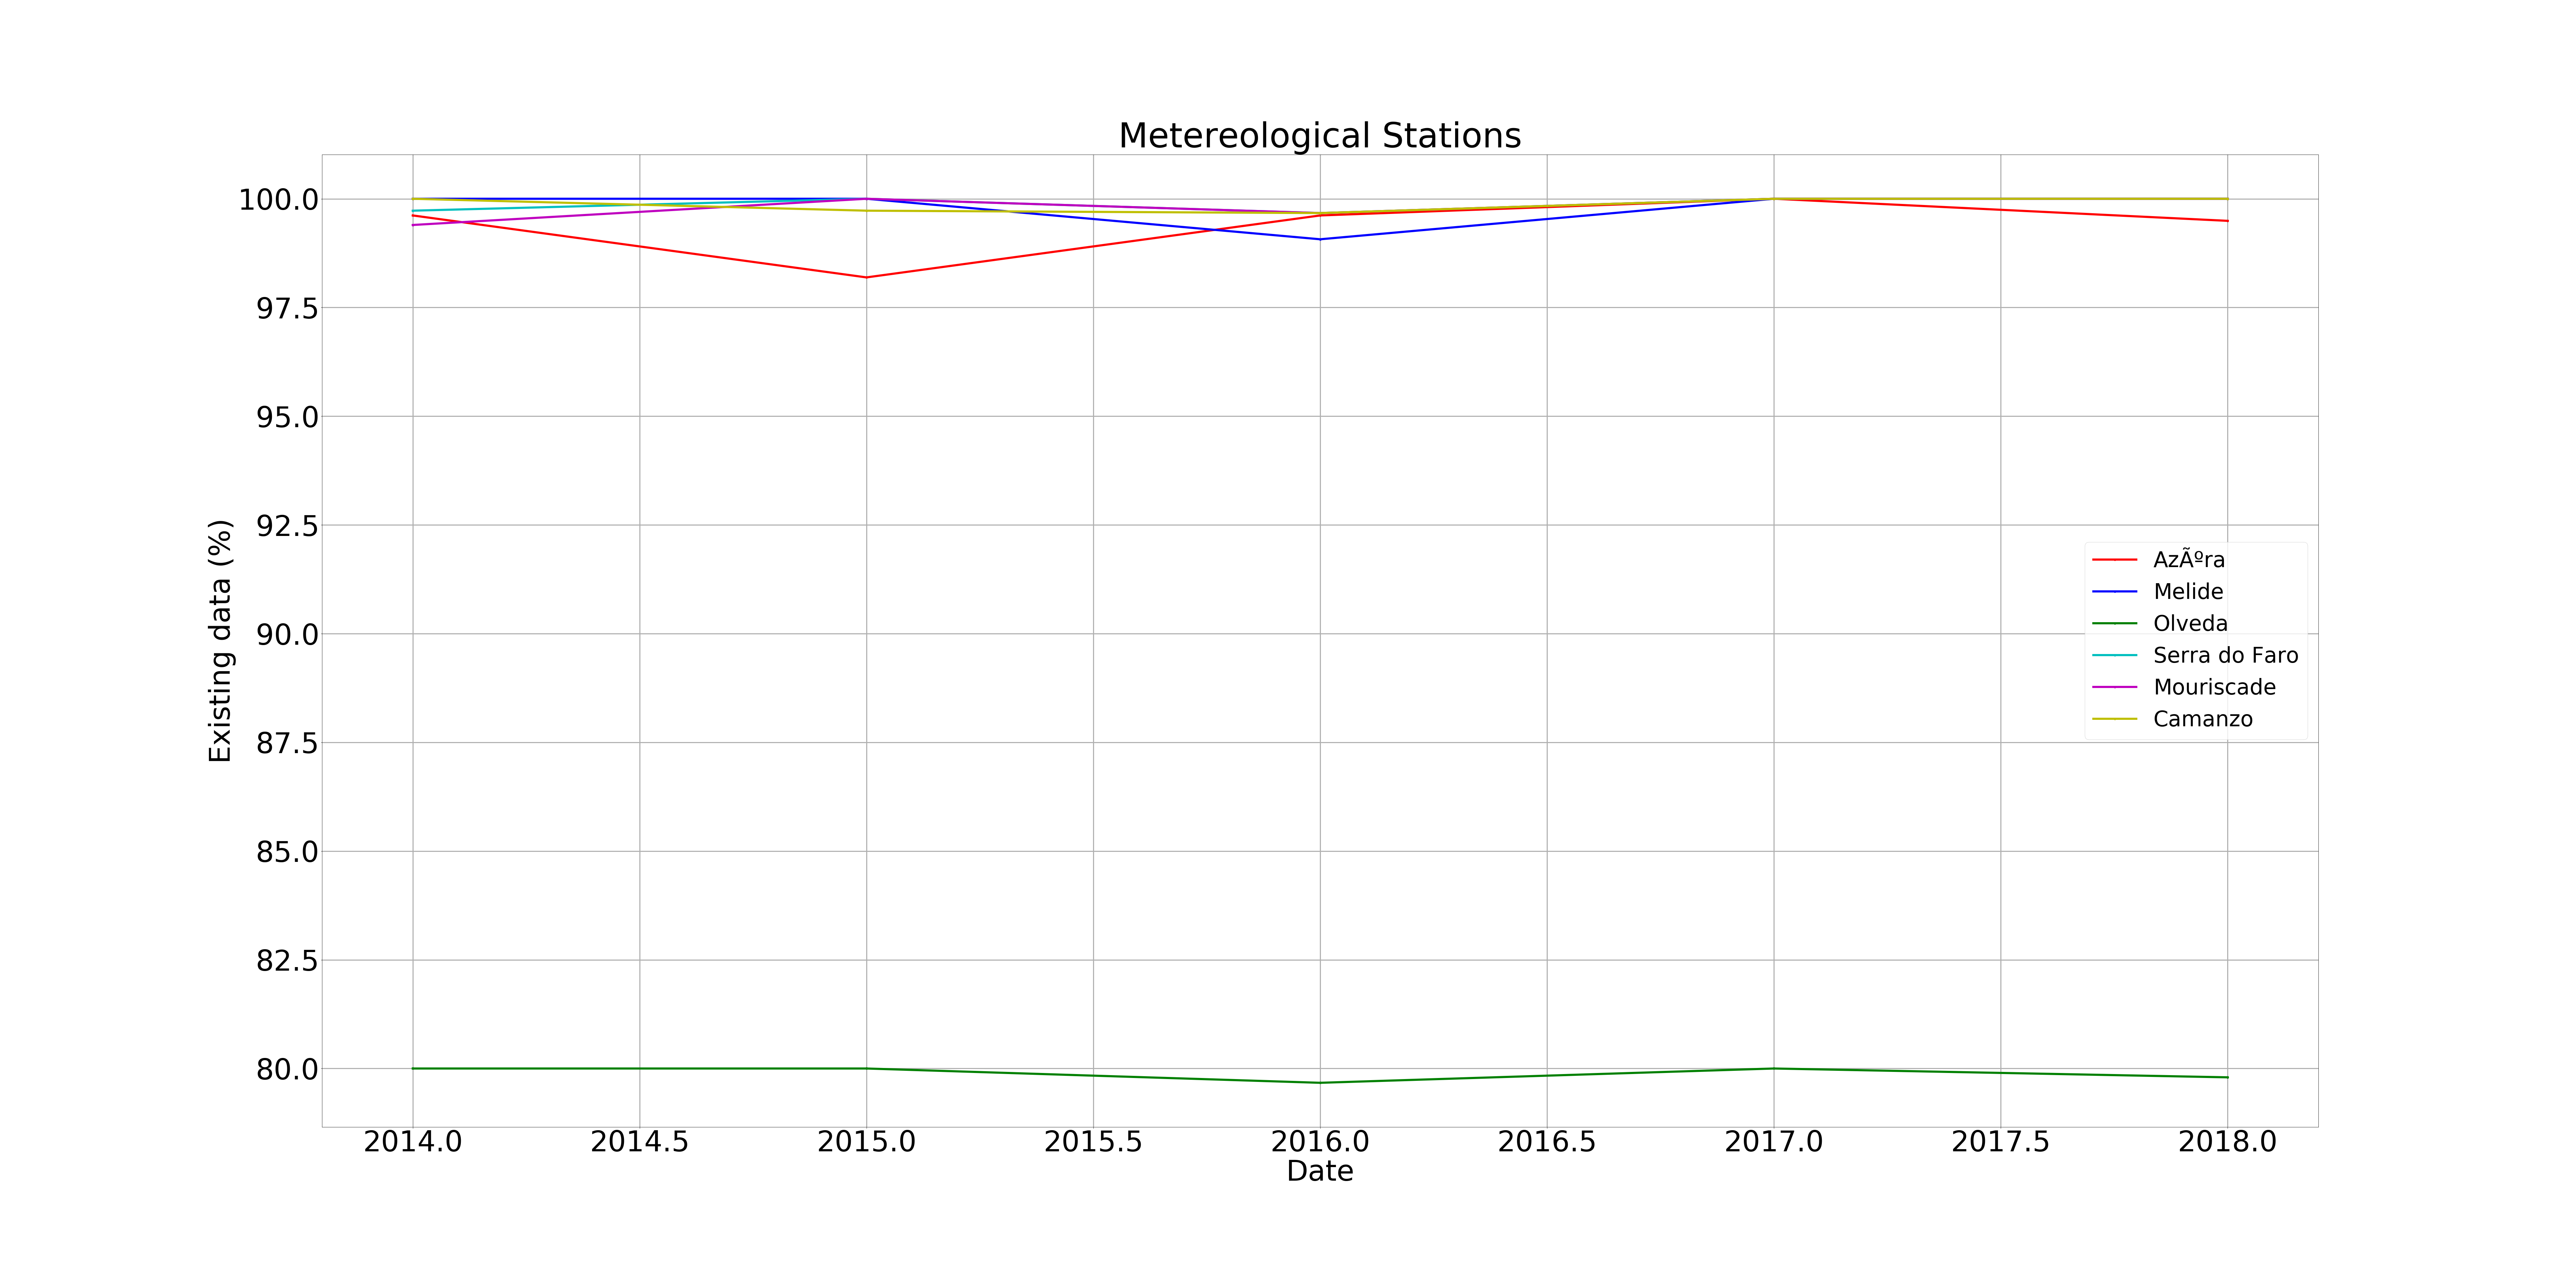 Metereological Stations
100.0
97.5
95.0
92.5
90.0
87.5
85.0
82.5
80.0
Existing data (%)
AzÃºra
Melide
Olveda
Serra do Faro
Mouriscade
Camanzo
2014.0 2014.5 2015.0 2015.5 2016.0 2016.5 2017.0 2017.5 2018.0
Date